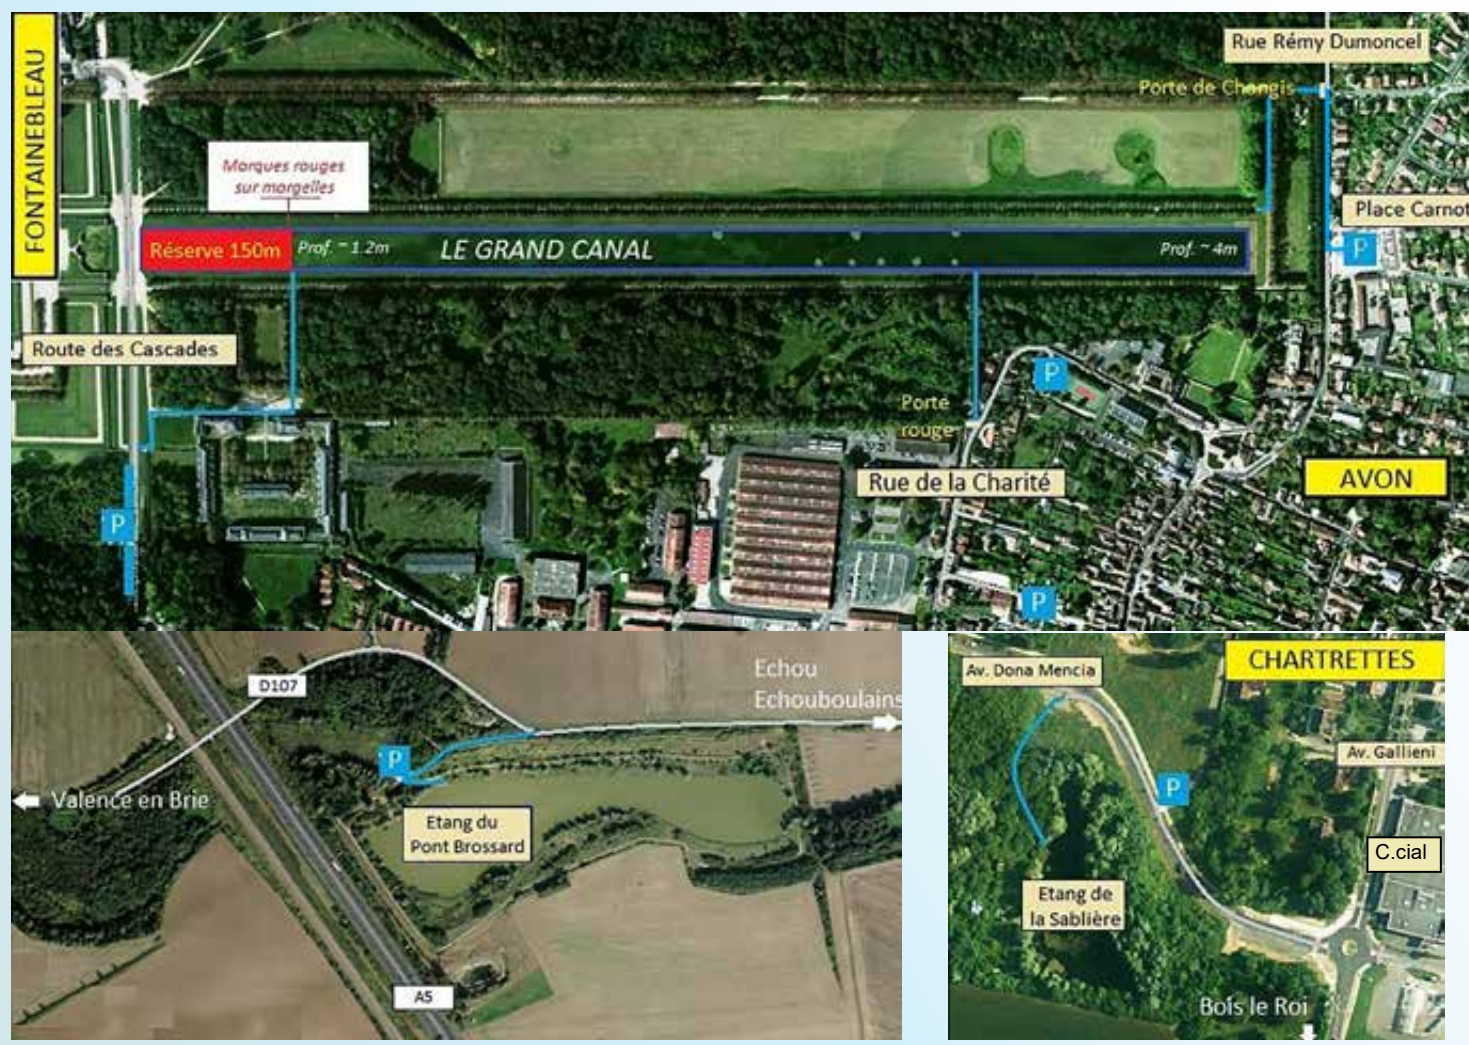 FONTAINEBLEAU
Rue Rémy Dumoncel
Porte de Changis
Marques rouges
sur margelles
Place Carnot
P
Réserve 150m
Prof. ~ 1.2m
LE GRAND CANAL
Prof. ~ 4m
Route des Cascades
P
Porte
rouge
Rue de la Charité
AVON
P
P
D107
Echou
Echouboulains
P
Valence en Brie
Etang du
Pont Brossard
A5
CHARTRETTES
Av. Dona Mencia
Av. Gallieni
P
C.cial
Etang de
la Sablière
Bois le Roi